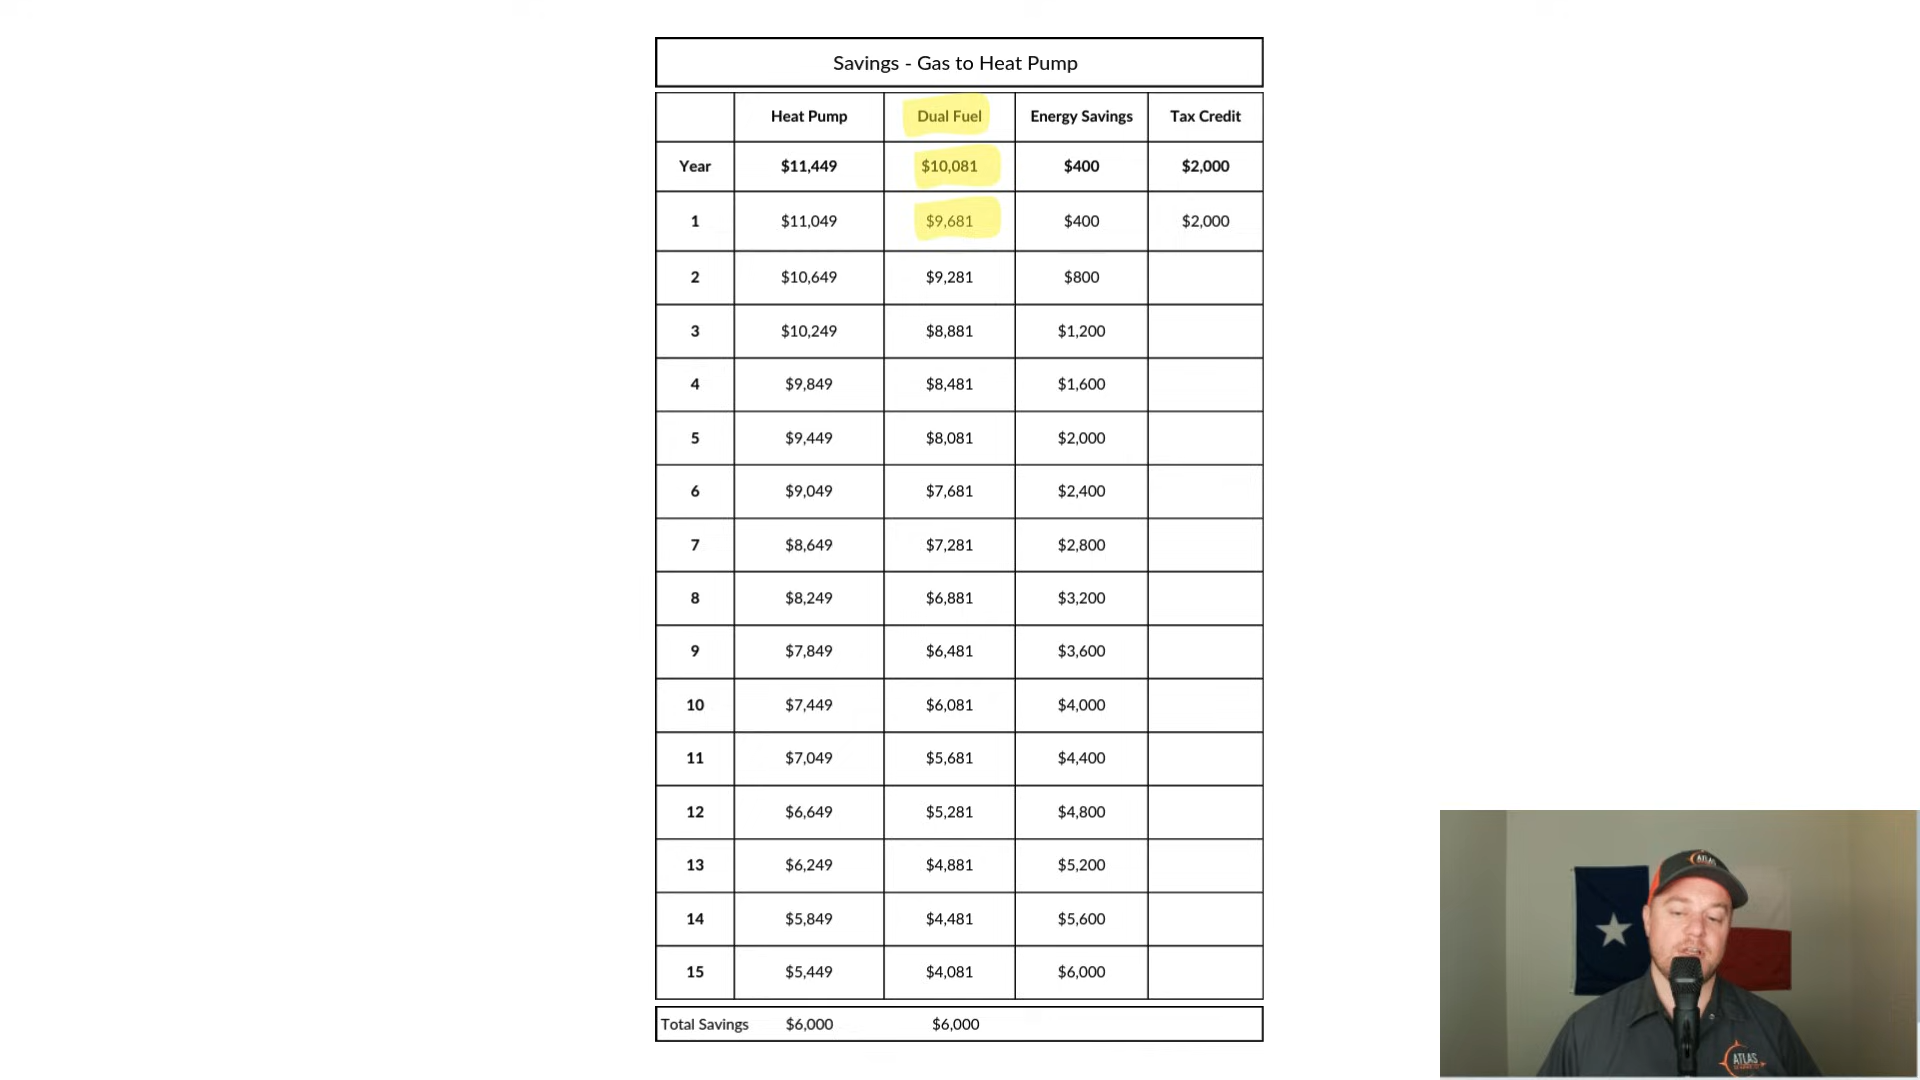 Savings - Gas to Heat Pump
Heat Pump Dual Fuel Energy Savings Tax Credit
Year $11,449 $10,081 $400 $2,000
1 $11,049 $9,681 $400 $2,000
2 $10,649 $9,281 $800
3 $10,249 $8,881 $1,200
4 $9,849 $8,481 $1,600
5 $9,449 $8,081 $2,000
6 $9,049 $7,681 $2,400
7 $8,649 $7,281 $2,800
8 $8,249 $6,881 $3,200
9 $7,849 $6,481 $3,600
10 $7,449 $6,081 $4,000
11 $7,049 $5,681 $4,400
12 $6,649 $5,281 $4,800
13 $6,249 $4,881 $5,200
14 $5,849 $4,481 $5,600
15 $5,449 $4,081 $6,000
Total Savings $6,000 $6,000
ATLAS
ATLAS